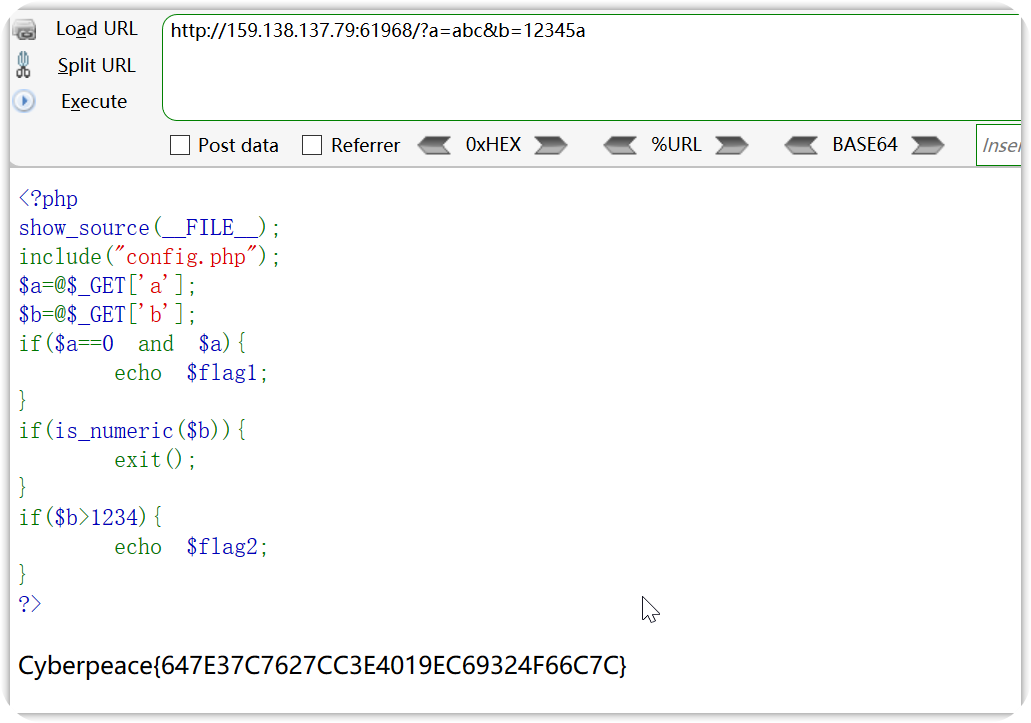 Load URL
http://159.138.137.79:61968/?a=abc&b=12345a
Split URL
Execute
Post data Referrer 0xHEX %URL BASE64 Inser
<?php
show_source(__FILE__);
include("config.php");
$a=@$_GET['a'];
$b=@$_GET['b'];
if($a==0 and $a){
echo $flag1;
}
if(is_numeric($b)){
exit();
}
if($b>1234){
echo $flag2;
}
?>
Cyberpeace{647E37C7627CC3E4019EC69324F66C7C}